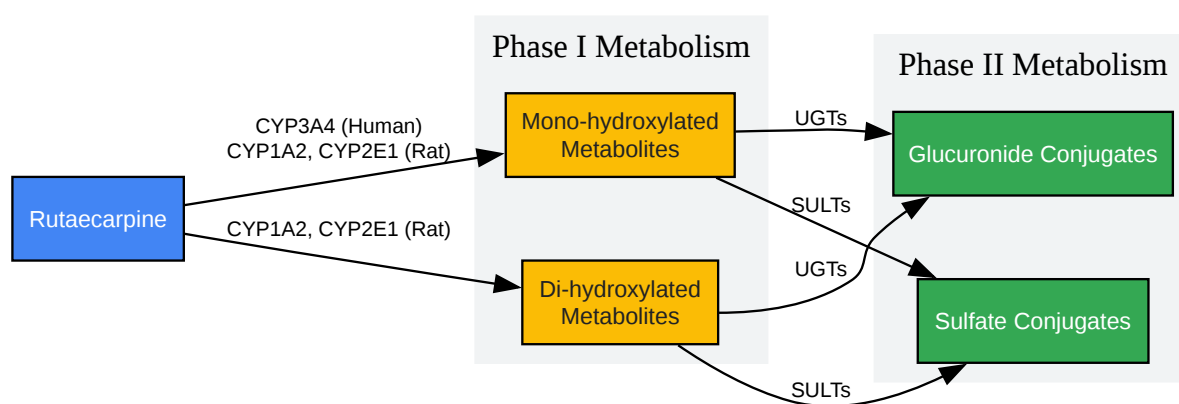 Phase I Metabolism
Phase II Metabolism
CYP3A4 (Human)
CYP1A2, CYP2E1 (Rat)
Mono-hydroxylated
Metabolites
UGTs
Glucuronide Conjugates
Rutaecarpine
SULTs
CYP1A2, CYP2E1 (Rat)
UGTs
Di-hydroxylated
Metabolites
Sulfate Conjugates
SULTs